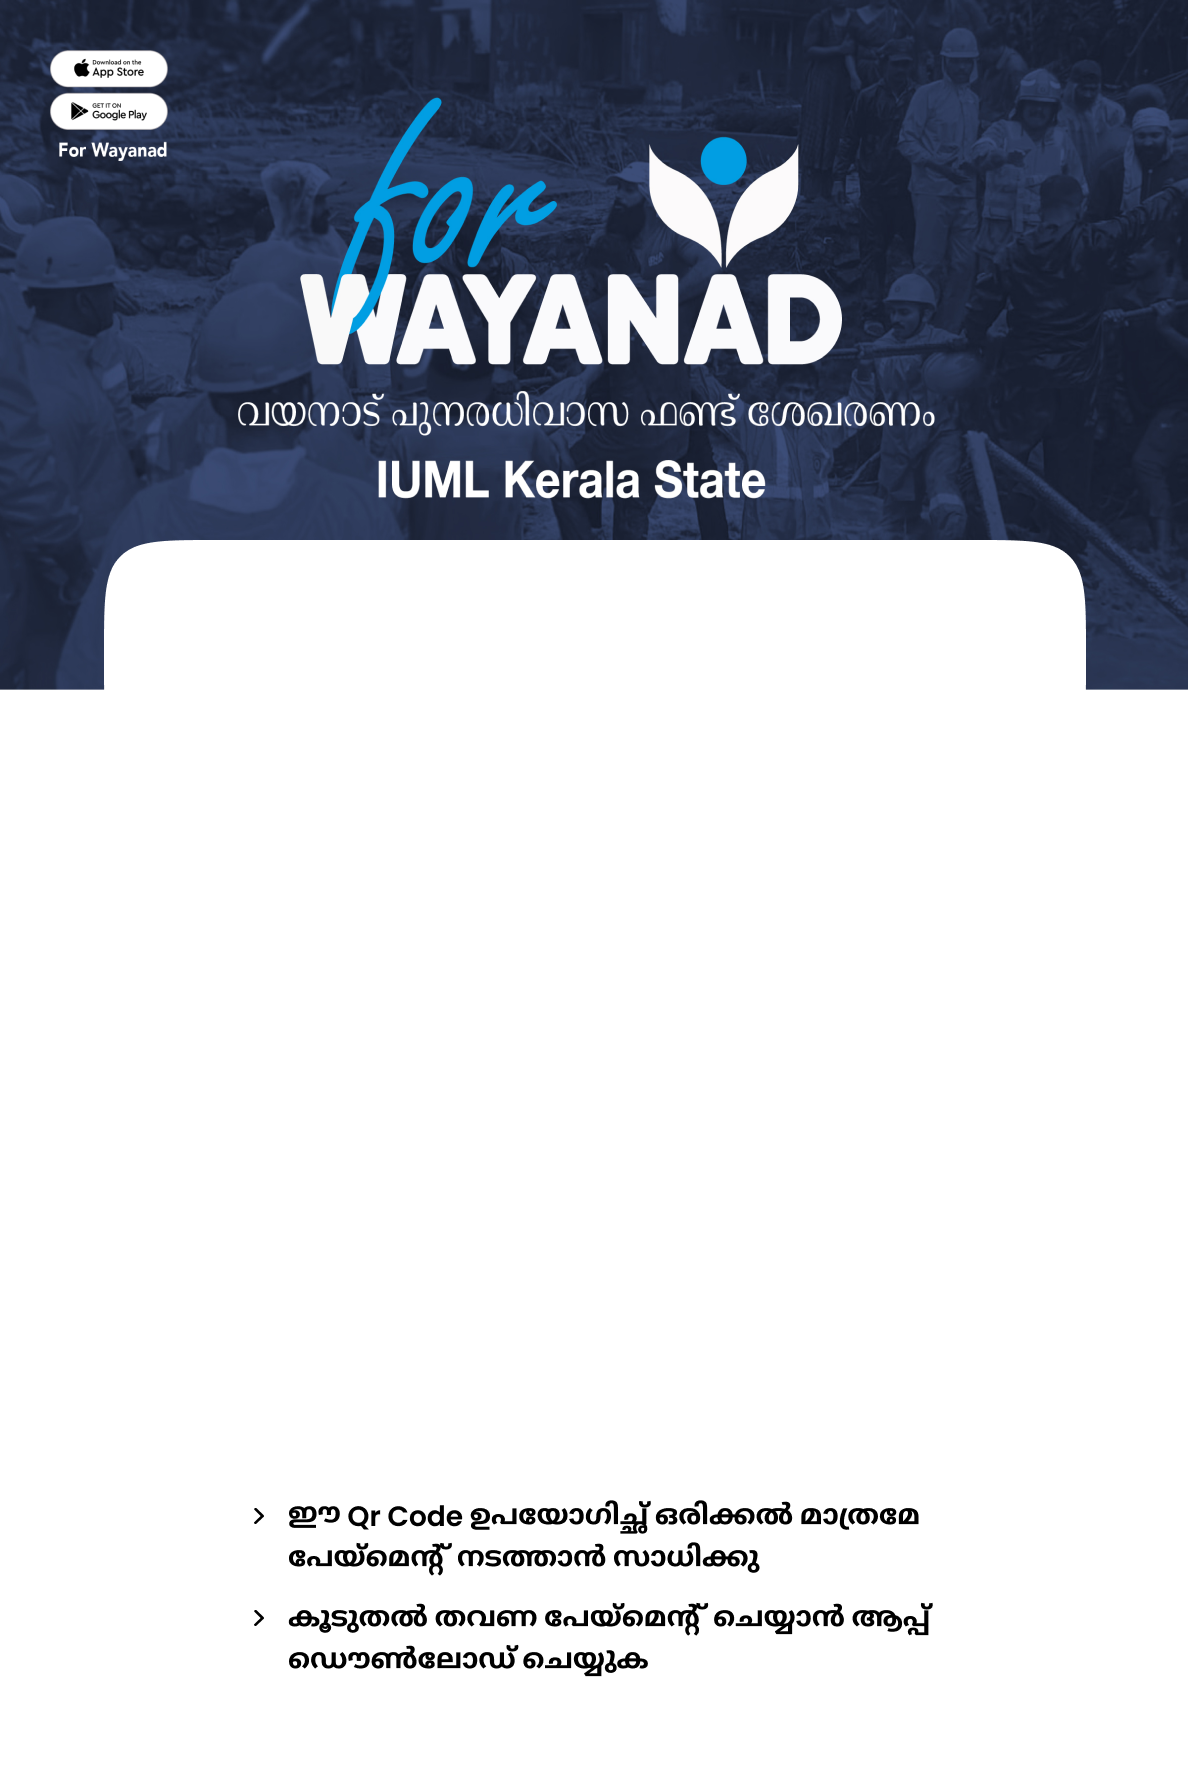 Download on the
App Store
GET IT ON
Google Play
For Wayanad
for
WAYANAD
വയനാട് പുനരധിവാസ ഫണ്ട് ശേഖരണം
IUML Kerala State
ഈ Qr Code ഉപയോഗിച്ച് ഒരിക്കൽ മാത്രമേ
പേയ്മെന്റ് നടത്താൻ സാധിക്കു
കൂടുതൽ തവണ പേയ്മെന്റ് ചെയ്യാൻ ആപ്പ്
ഡൌൺലോഡ് ചെയ്യുക